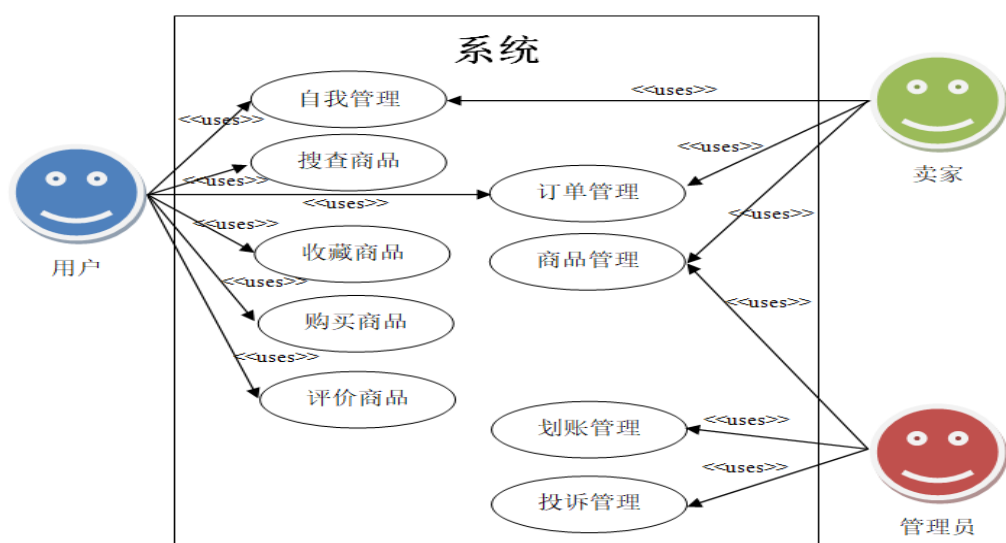 系统
自我管理
<<uses>>
<<uses>>
搜查商品
<<uses>>
<<uses>>
卖家
<<uses>>
订单管理
<<uses>>
<<uses>>
用户
收藏商品
商品管理
<<uses>>
<<uses>>
购买商品
<<uses>>
评价商品
划账管理
<<uses>>
<<uses>>
投诉管理
管理员